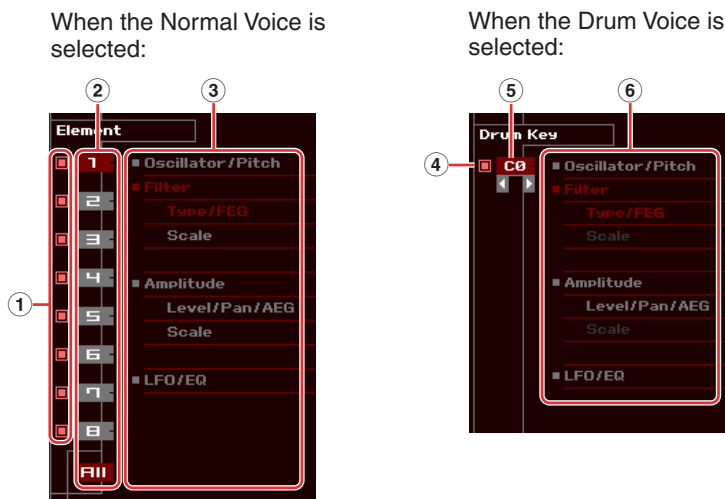 When the Normal Voice is
selected:
② ③
Element
①
1
2
3
4
5
6
7
8
All
Oscillator/Pitch
Filter
Type/FEG
Scale
Amplitude
Level/Pan/AEG
Scale
LFO/EQ
When the Drum Voice is
selected:
⑤ ⑥
Drum Key
④
C0
Oscillator/Pitch
Filter
Type/FEG
Scale
Amplitude
Level/Pan/AEG
Scale
LFO/EQ